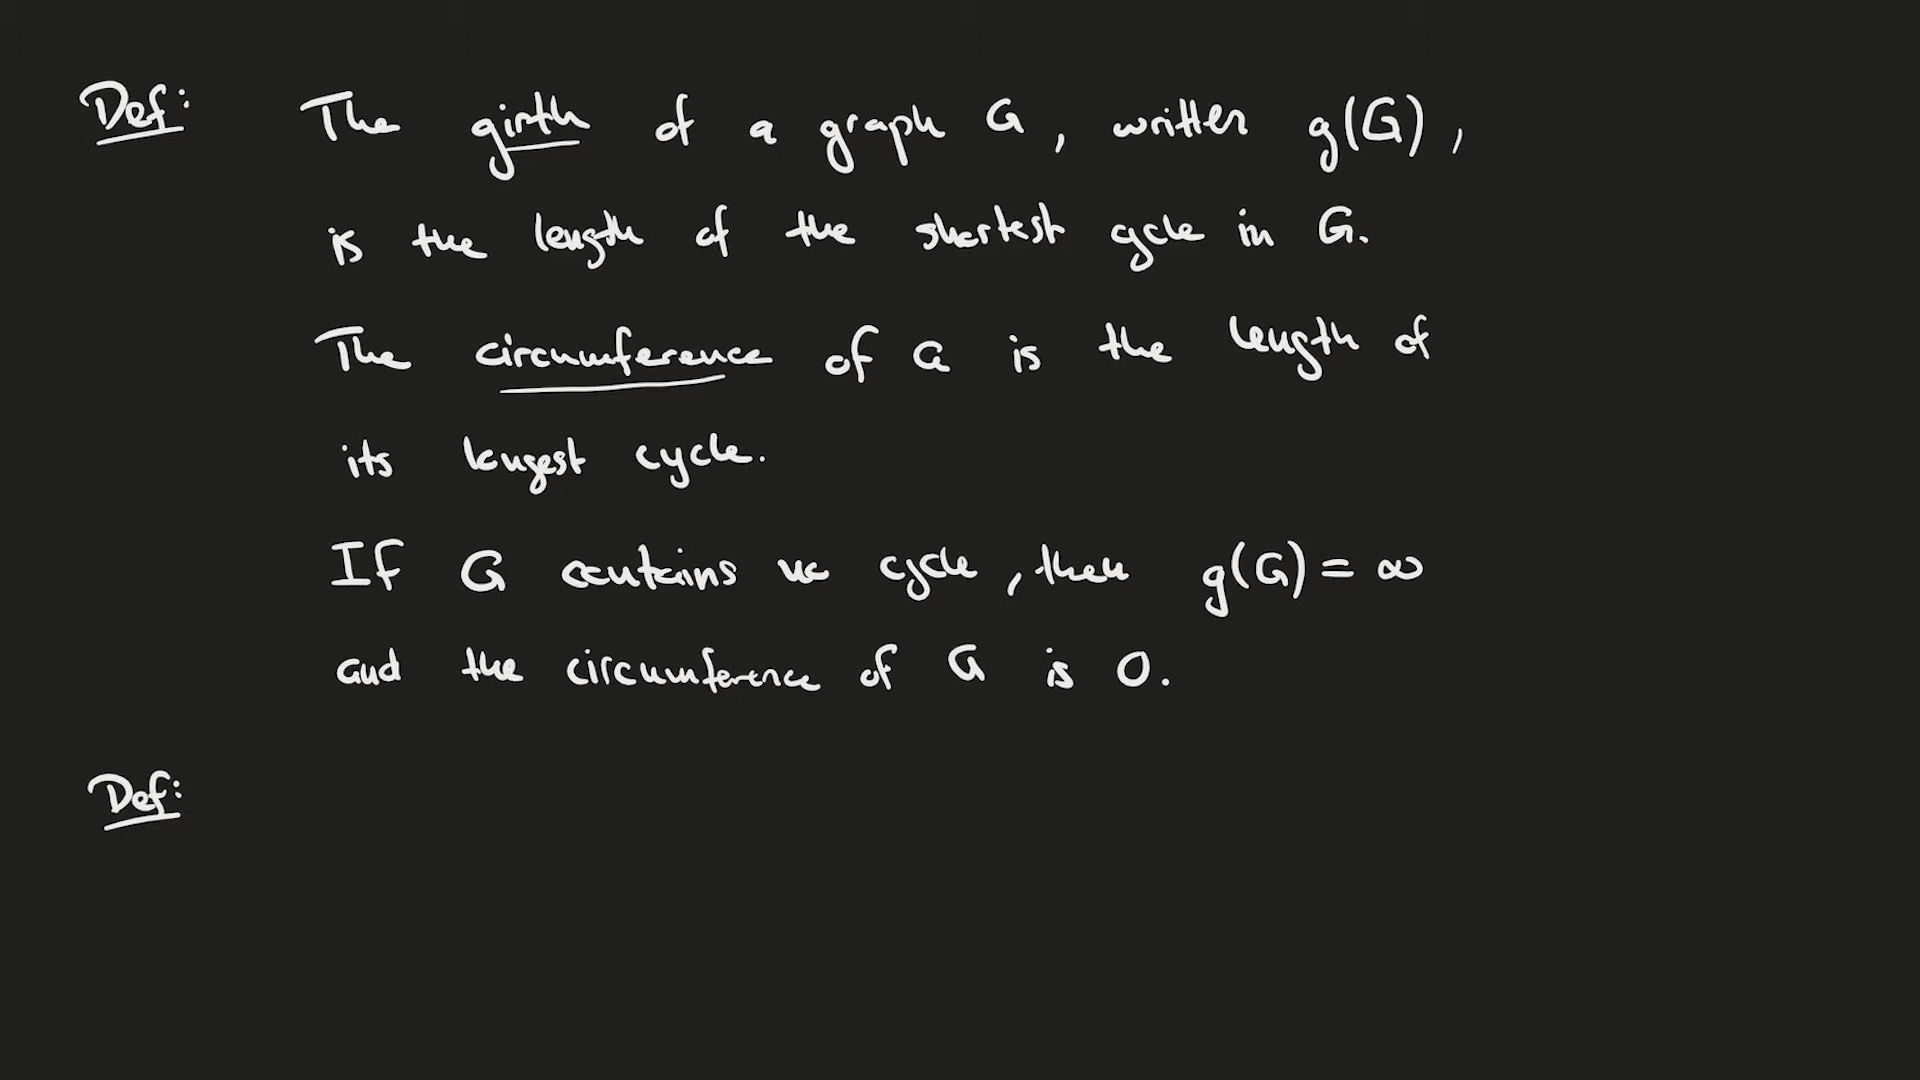 Def: The girth of a graph G, written g(G),
is the length of the shortest cycle in G.
The circumference of G is the length of
its longest cycle.
If G contains no cycle, then g(G) = ∞
and the circumference of G is 0.
Def: